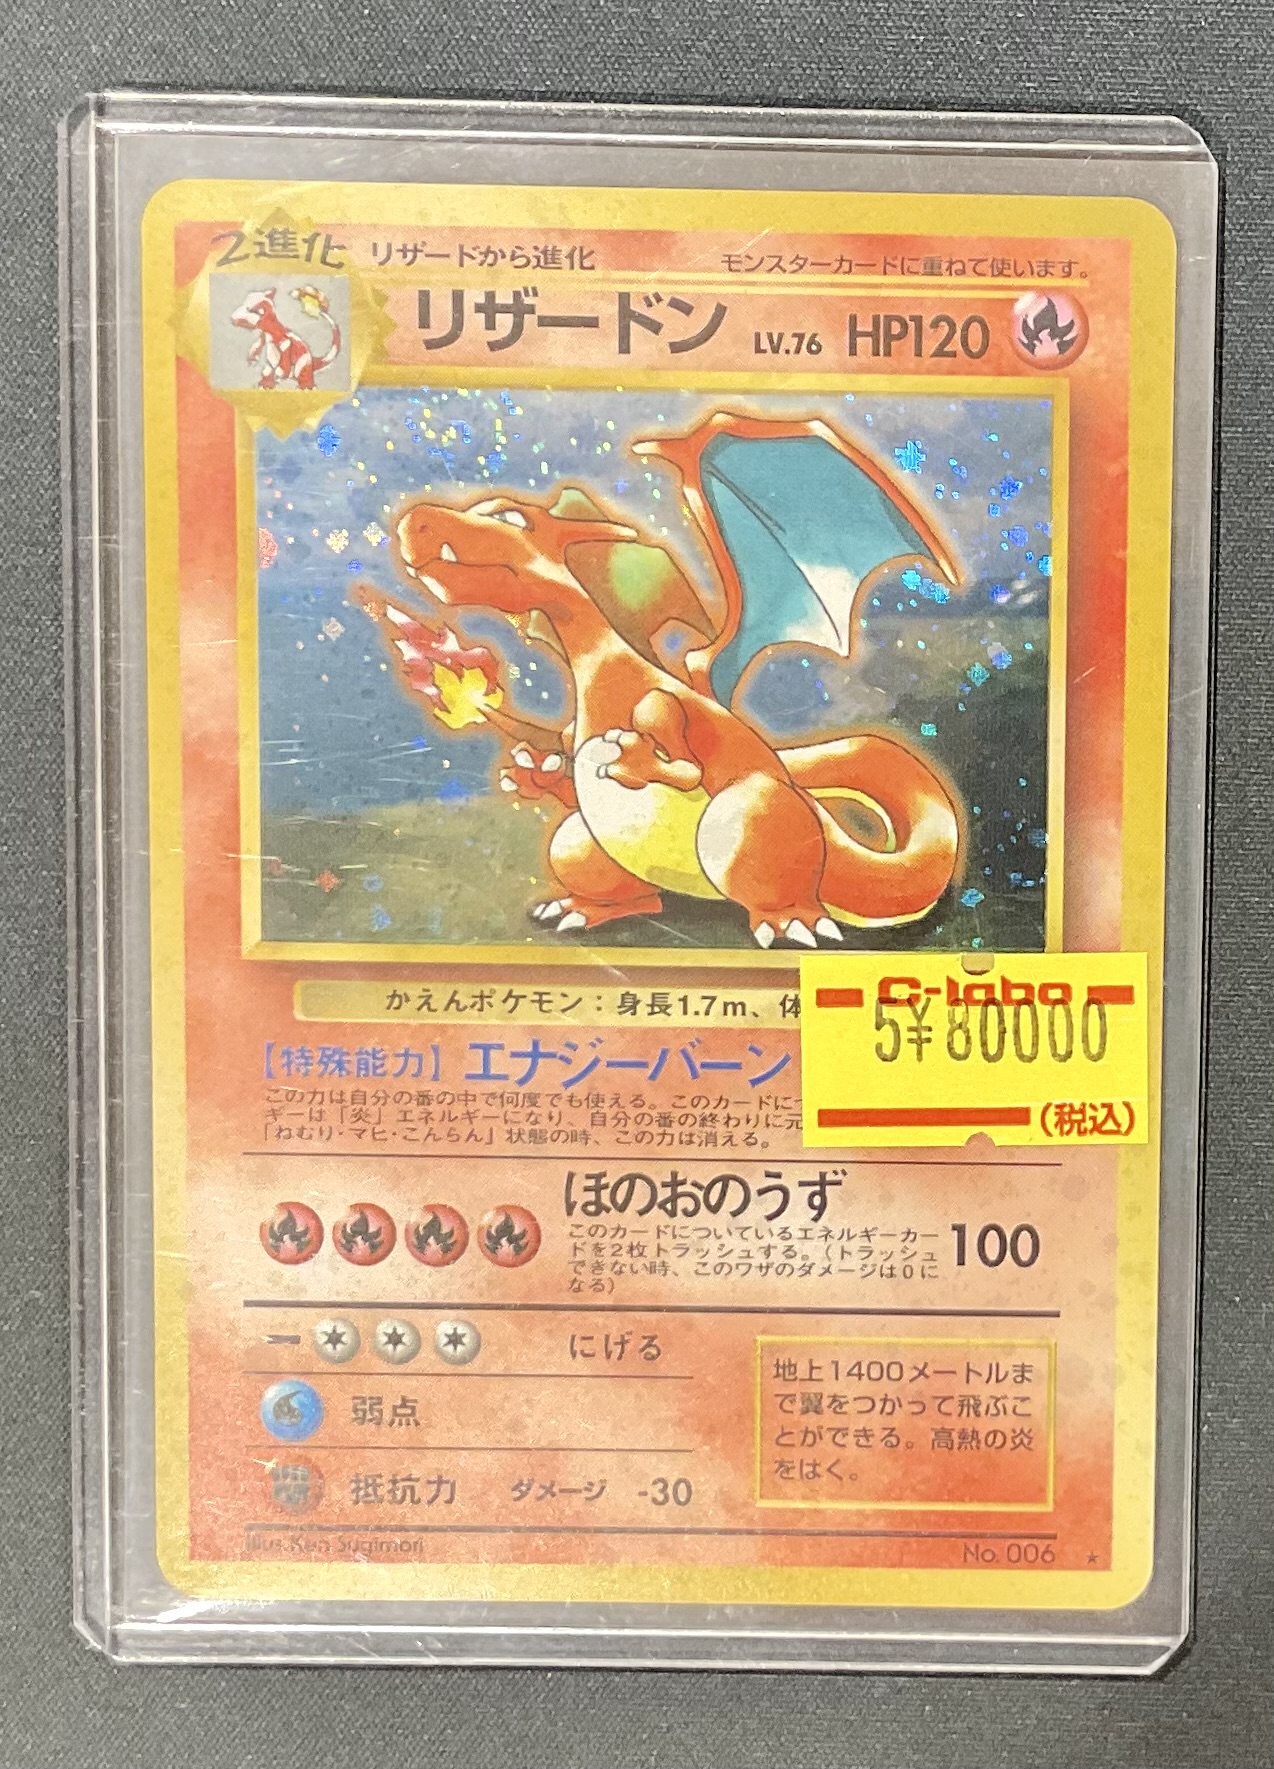 2進化 リザードから進化 モンスターカードに重ねて使います。
リザードン LV.76 HP120
かえんポケモン：身長1.7m、体
C-labo
5¥80000
(税込)
【特殊能力】エナジーバーン
この力は自分の番の中で何度でも使える。このカードに
ギーは「炎」エネルギーになり、自分の番の終わりに元
「ねむり・マヒ・こんらん」状態の時、この力は消える。
ほのおのうず
このカードについているエネルギーカー
ドを2枚トラッシュする。（トラッシュ
できない時、このワザのダメージは0に
なる）
100
にげる
弱点
抵抗力 ダメージ -30
地上1400メートルま
で翼をつかって飛ぶこ
とができる。高熱の炎
をはく。
Illus. Ken Sugimori No. 006